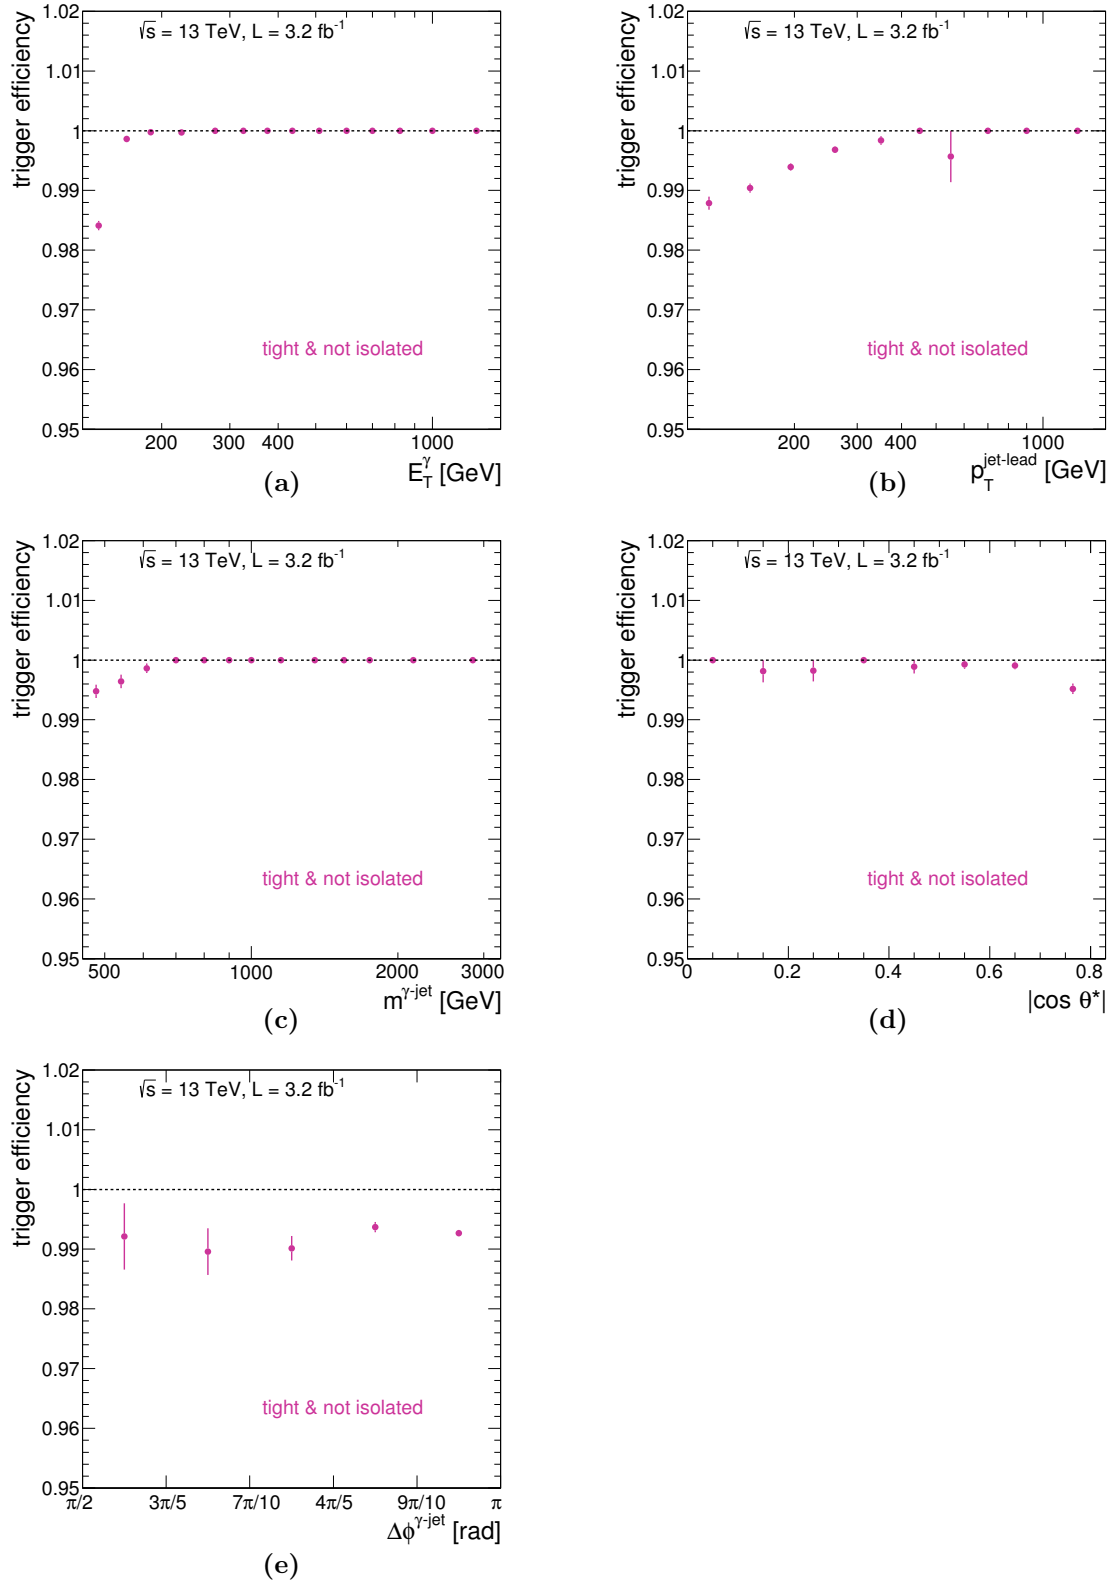 1.02
1.01
1
0.99
0.98
0.97
0.96
0.95
trigger efficiency
√s = 13 TeV, L = 3.2 fb⁻¹
tight & not isolated
200 300 400 1000
E_T^γ [GeV]
(a)
1.02
1.01
1
0.99
0.98
0.97
0.96
0.95
trigger efficiency
√s = 13 TeV, L = 3.2 fb⁻¹
tight & not isolated
200 300 400 1000
p_T^jet-lead [GeV]
(b)
1.02
1.01
1
0.99
0.98
0.97
0.96
0.95
trigger efficiency
√s = 13 TeV, L = 3.2 fb⁻¹
tight & not isolated
500 1000 2000 3000
m^γ-jet [GeV]
(c)
1.02
1.01
1
0.99
0.98
0.97
0.96
0.95
trigger efficiency
√s = 13 TeV, L = 3.2 fb⁻¹
tight & not isolated
0 0.2 0.4 0.6 0.8
|cos θ*|
(d)
1.02
1.01
1
0.99
0.98
0.97
0.96
0.95
trigger efficiency
√s = 13 TeV, L = 3.2 fb⁻¹
tight & not isolated
π/2 3π/5 7π/10 4π/5 9π/10 π
Δϕ^γ-jet [rad]
(e)